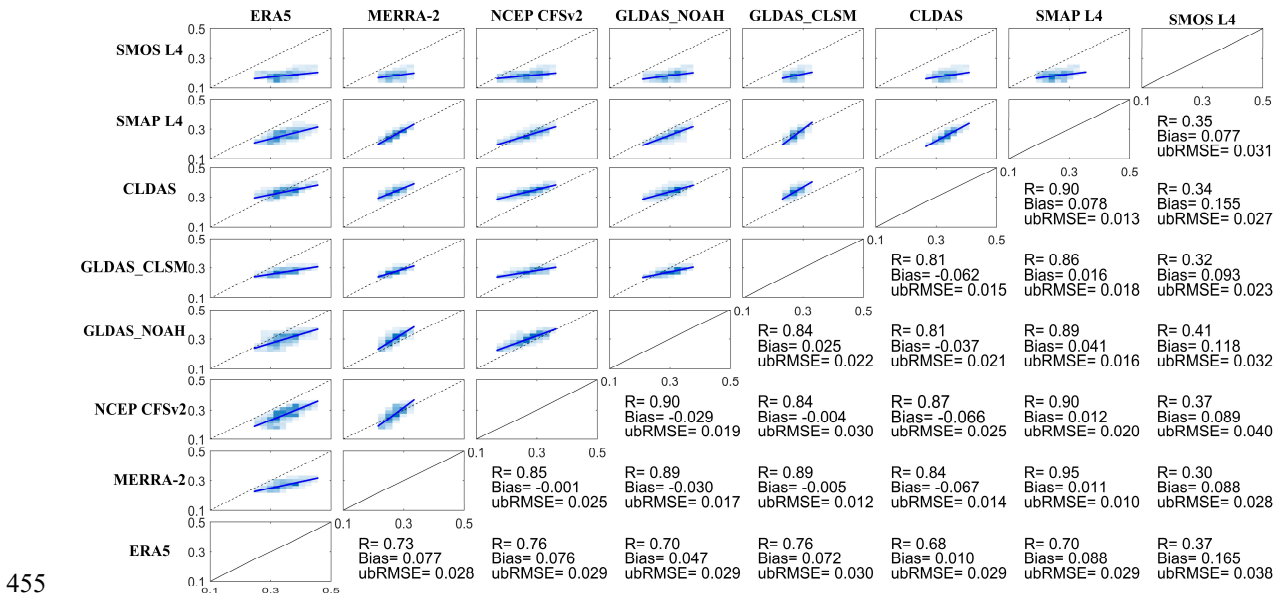 ERA5 MERRA-2 NCEP CFSv2 GLDAS_NOAH GLDAS_CLSM CLDAS SMAP L4 SMOS L4
0.5
SMOS L4
0.3
0.1
0.1 0.3 0.5
0.5
SMAP L4
0.3
0.1
R= 0.35
Bias= 0.077
ubRMSE= 0.031
0.1 0.3 0.5
0.5
CLDAS
0.3
0.1
R= 0.90 R= 0.34
Bias= 0.078 Bias= 0.155
ubRMSE= 0.013 ubRMSE= 0.027
0.1 0.3 0.5
0.5
GLDAS_CLSM
0.3
0.1
R= 0.81 R= 0.86 R= 0.32
Bias= -0.062 Bias= 0.016 Bias= 0.093
ubRMSE= 0.015 ubRMSE= 0.018 ubRMSE= 0.023
0.1 0.3 0.5
0.5
GLDAS_NOAH
0.3
0.1
R= 0.84 R= 0.81 R= 0.89 R= 0.41
Bias= 0.025 Bias= -0.037 Bias= 0.041 Bias= 0.118
ubRMSE= 0.022 ubRMSE= 0.021 ubRMSE= 0.016 ubRMSE= 0.032
0.1 0.3 0.5
0.5
NCEP CFSv2
0.3
0.1
R= 0.90 R= 0.84 R= 0.87 R= 0.90 R= 0.37
Bias= -0.029 Bias= -0.004 Bias= -0.066 Bias= 0.012 Bias= 0.089
ubRMSE= 0.019 ubRMSE= 0.030 ubRMSE= 0.025 ubRMSE= 0.020 ubRMSE= 0.040
0.1 0.3 0.5
0.5
MERRA-2
0.3
0.1
R= 0.85 R= 0.89 R= 0.89 R= 0.84 R= 0.95 R= 0.30
Bias= -0.001 Bias= -0.030 Bias= -0.005 Bias= -0.067 Bias= 0.011 Bias= 0.088
ubRMSE= 0.025 ubRMSE= 0.017 ubRMSE= 0.012 ubRMSE= 0.014 ubRMSE= 0.010 ubRMSE= 0.028
0.1 0.3 0.5
0.5
ERA5
0.3
0.1
R= 0.73 R= 0.76 R= 0.70 R= 0.76 R= 0.68 R= 0.70 R= 0.37
Bias= 0.077 Bias= 0.076 Bias= 0.047 Bias= 0.072 Bias= 0.010 Bias= 0.088 Bias= 0.165
ubRMSE= 0.028 ubRMSE= 0.029 ubRMSE= 0.029 ubRMSE= 0.030 ubRMSE= 0.029 ubRMSE= 0.029 ubRMSE= 0.038
455
0.1 0.3 0.5